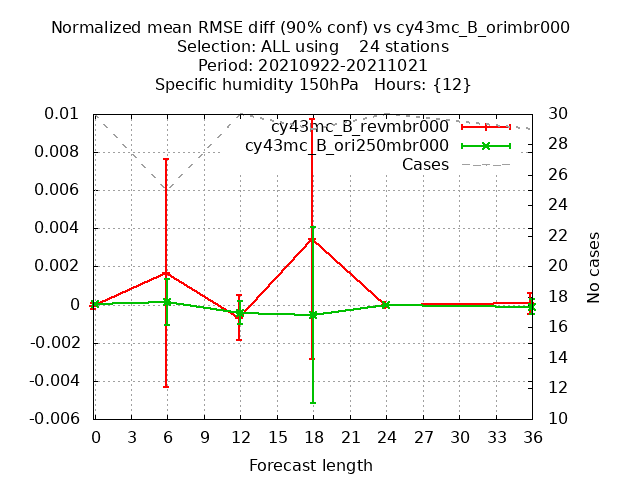 Normalized mean RMSE diff (90% conf) vs cy43mc_B_orimbr000
Selection: ALL using    24 stations
Period: 20210922-20211021
Specific humidity 150hPa   Hours: {12}
cy43mc_B_revmbr000
cy43mc_B_ori250mbr000
Cases
0.01
0.008
0.006
0.004
0.002
0
-0.002
-0.004
-0.006
30
28
26
24
22
20
18
16
14
12
10
No cases
0 3 6 9 12 15 18 21 24 27 30 33 36
Forecast length